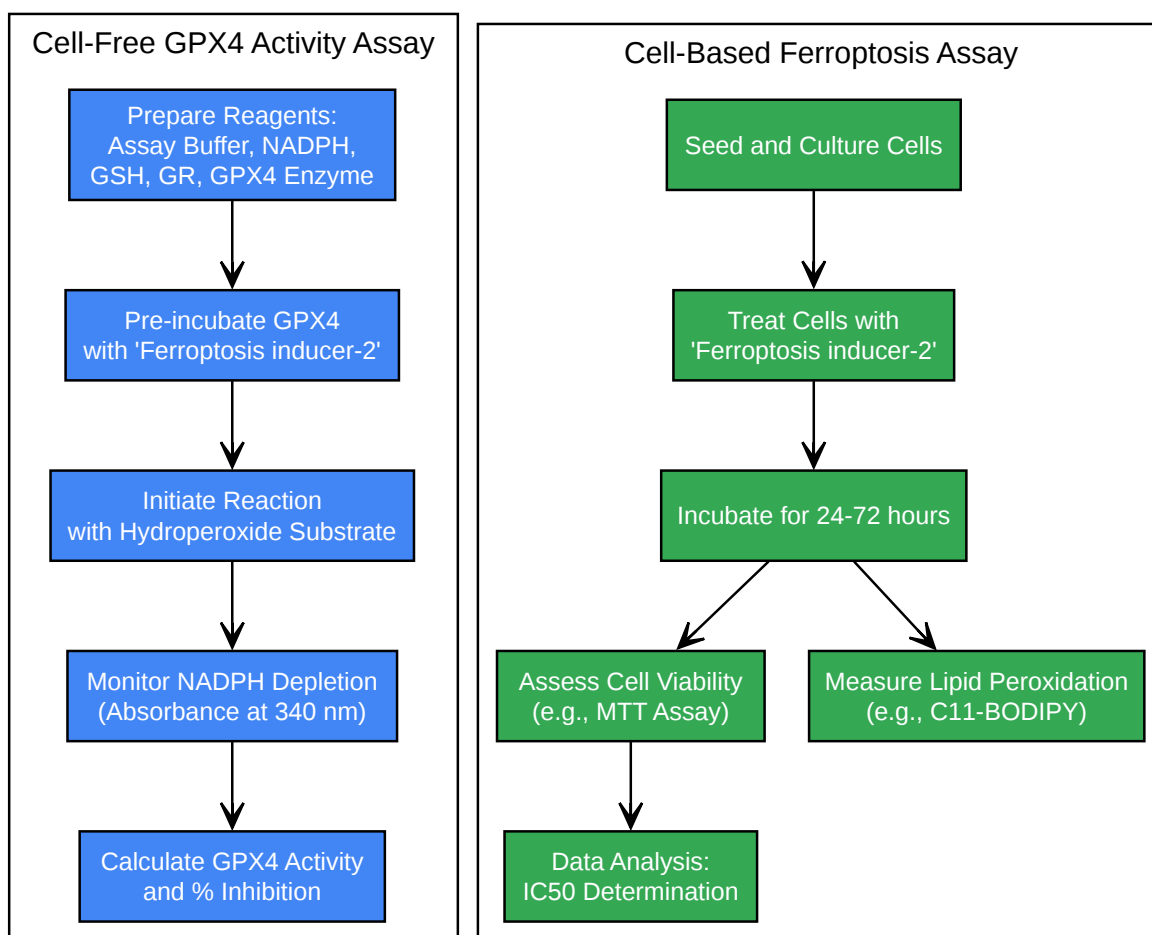 Cell-Free GPX4 Activity Assay
Prepare Reagents:
Assay Buffer, NADPH,
GSH, GR, GPX4 Enzyme
Pre-incubate GPX4
with 'Ferroptosis inducer-2'
Initiate Reaction
with Hydroperoxide Substrate
Monitor NADPH Depletion
(Absorbance at 340 nm)
Calculate GPX4 Activity
and % Inhibition
Cell-Based Ferroptosis Assay
Seed and Culture Cells
Treat Cells with
'Ferroptosis inducer-2'
Incubate for 24-72 hours
Assess Cell Viability
(e.g., MTT Assay)
Measure Lipid Peroxidation
(e.g., C11-BODIPY)
Data Analysis:
IC50 Determination